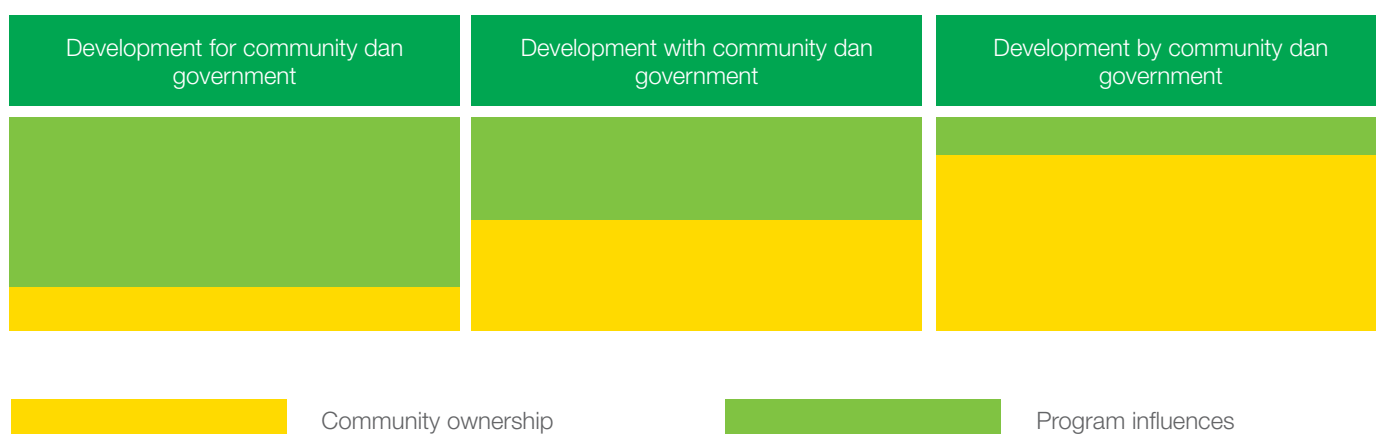 Development for community dan
government
Development with community dan
government
Development by community dan
government
Community ownership
Program influences